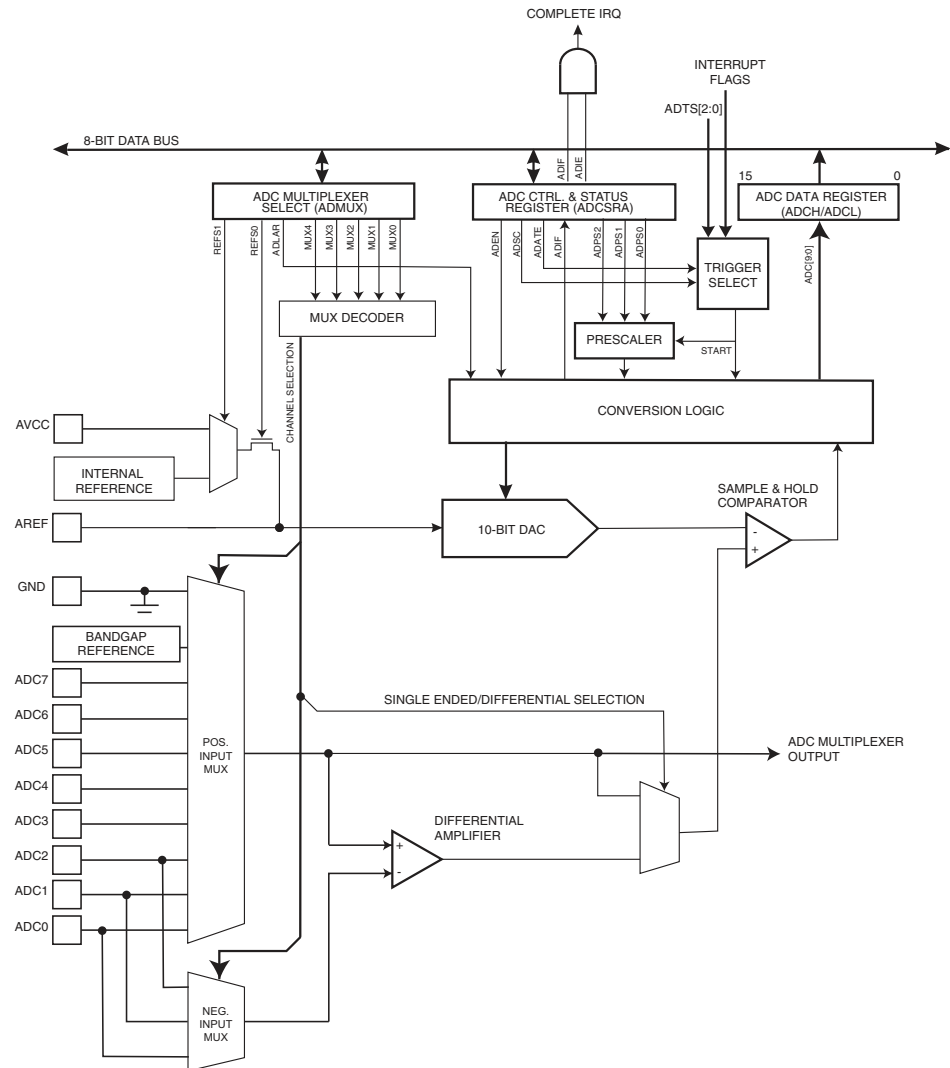 COMPLETE IRQ
INTERRUPT
FLAGS
ADTS[2:0]
8-BIT DATA BUS
ADIF
ADIE
15
0
ADC MULTIPLEXER
SELECT (ADMUX)
ADC CTRL. & STATUS
REGISTER (ADCSRA)
ADC DATA REGISTER
(ADCH/ADCL)
REFS1
REFS0
ADLAR
MUX4
MUX3
MUX2
MUX1
MUX0
ADEN
ADSC
ADATE
ADIF
ADPS2
ADPS1
ADPS0
ADC[9:0]
TRIGGER
SELECT
MUX DECODER
PRESCALER
START
CHANNEL SELECTION
CONVERSION LOGIC
AVCC
INTERNAL
REFERENCE
SAMPLE & HOLD
COMPARATOR
AREF
10-BIT DAC
-
+
GND
BANDGAP
REFERENCE
ADC7
SINGLE ENDED/DIFFERENTIAL SELECTION
ADC6
ADC5
POS.
INPUT
MUX
ADC MULTIPLEXER
OUTPUT
ADC4
ADC3
DIFFERENTIAL
AMPLIFIER
+
-
ADC2
ADC1
ADC0
NEG.
INPUT
MUX